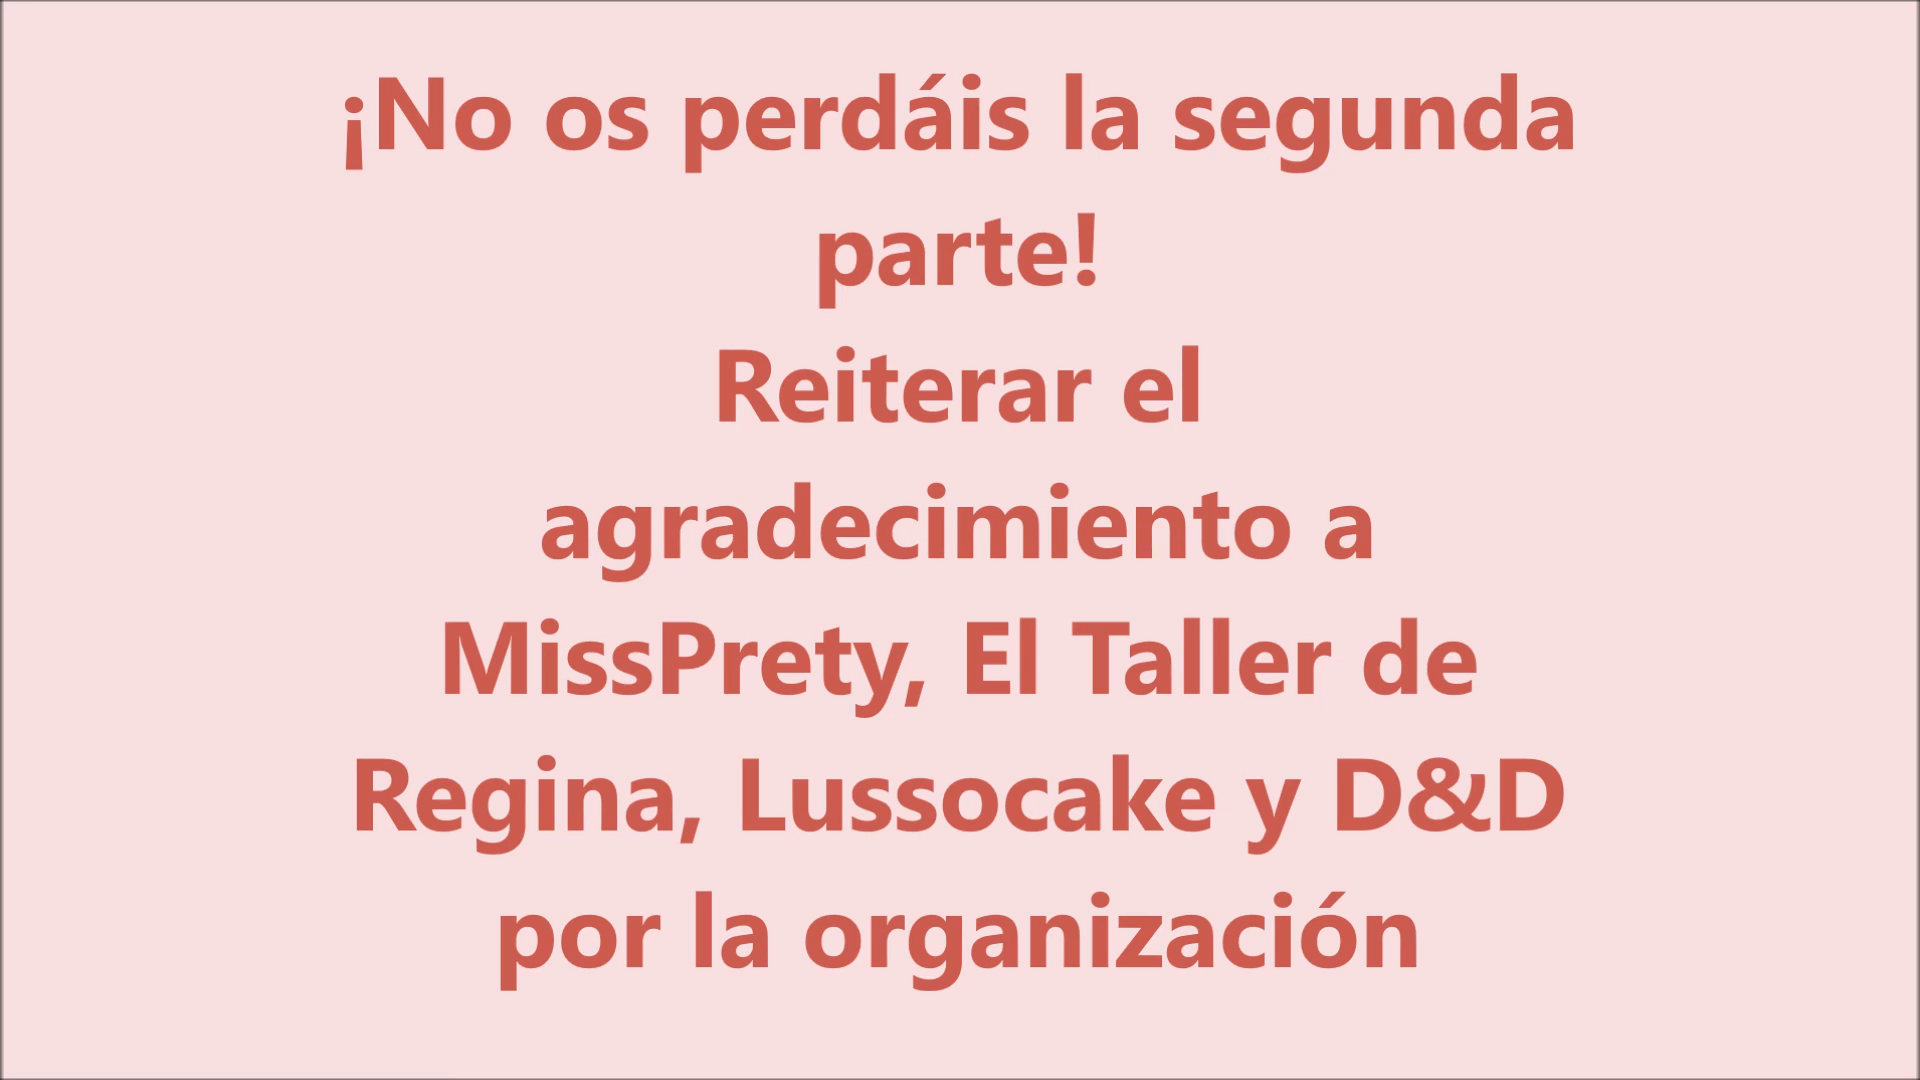 ¡No os perdáis la segunda
parte!
Reiterar el
agradecimiento a
MissPrety, El Taller de
Regina, Lussocake y D&D
por la organización